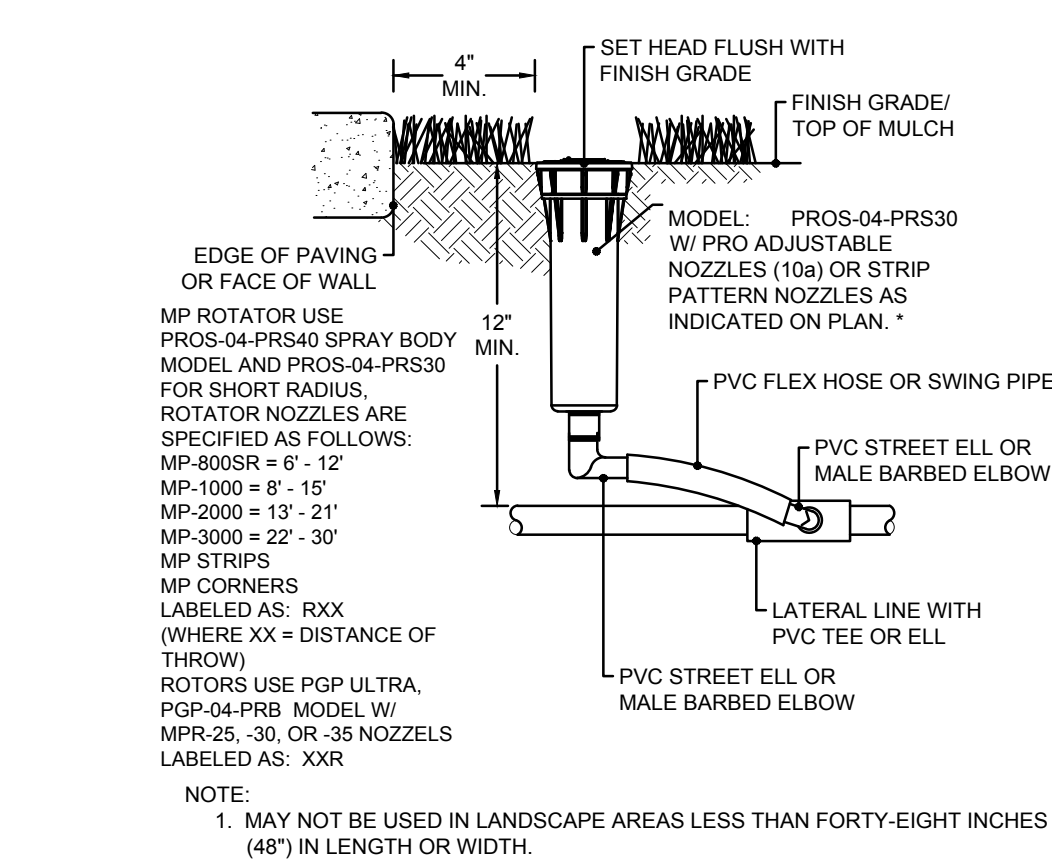 4"
MIN.
SET HEAD FLUSH WITH
FINISH GRADE
FINISH GRADE/
TOP OF MULCH
EDGE OF PAVING
OR FACE OF WALL
MODEL: PROS-04-PRS30
W/ PRO ADJUSTABLE
NOZZLES (10a) OR STRIP
PATTERN NOZZLES AS
INDICATED ON PLAN. *
12"
MIN.
MP ROTATOR USE
PROS-04-PRS40 SPRAY BODY
MODEL AND PROS-04-PRS30
FOR SHORT RADIUS,
ROTATOR NOZZLES ARE
SPECIFIED AS FOLLOWS:
MP-800SR = 6' - 12'
MP-1000 = 8' - 15'
MP-2000 = 13' - 21'
MP-3000 = 22' - 30'
MP STRIPS
MP CORNERS
LABELED AS: RXX
(WHERE XX = DISTANCE OF
THROW)
ROTORS USE PGP ULTRA,
PGP-04-PRB MODEL W/
MPR-25, -30, OR -35 NOZZELS
LABELED AS: XXR
PVC FLEX HOSE OR SWING PIPE
PVC STREET ELL OR
MALE BARBED ELBOW
LATERAL LINE WITH
PVC TEE OR ELL
PVC STREET ELL OR
MALE BARBED ELBOW
NOTE:
1. MAY NOT BE USED IN LANDSCAPE AREAS LESS THAN FORTY-EIGHT INCHES
(48") IN LENGTH OR WIDTH.